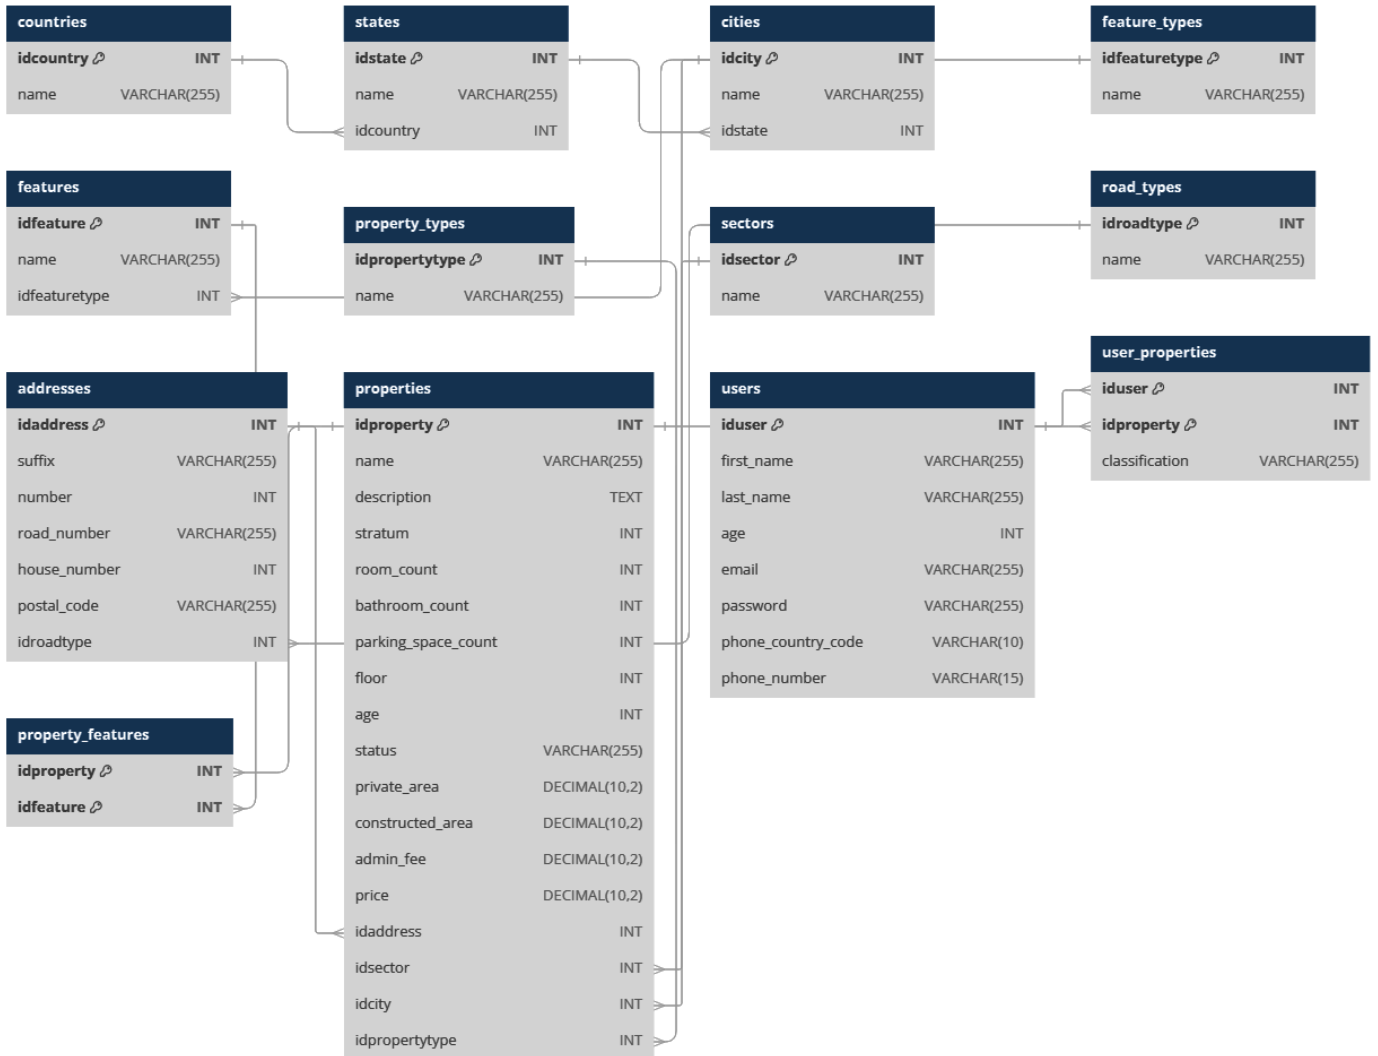 countries
idcountry INT
name VARCHAR(255)
states
idstate INT
name VARCHAR(255)
idcountry INT
cities
idcity INT
name VARCHAR(255)
idstate INT
feature_types
idfeaturetype INT
name VARCHAR(255)
features
idfeature INT
name VARCHAR(255)
idfeaturetype INT
property_types
idpropertytype INT
name VARCHAR(255)
sectors
idsector INT
name VARCHAR(255)
road_types
idroadtype INT
name VARCHAR(255)
addresses
idaddress INT
suffix VARCHAR(255)
number INT
road_number VARCHAR(255)
house_number INT
postal_code VARCHAR(255)
idroadtype INT
properties
idproperty INT
name VARCHAR(255)
description TEXT
stratum INT
room_count INT
bathroom_count INT
parking_space_count INT
floor INT
age INT
status VARCHAR(255)
private_area DECIMAL(10,2)
constructed_area DECIMAL(10,2)
admin_fee DECIMAL(10,2)
price DECIMAL(10,2)
idaddress INT
idsector INT
idcity INT
idpropertytype INT
users
iduser INT
first_name VARCHAR(255)
last_name VARCHAR(255)
age INT
email VARCHAR(255)
password VARCHAR(255)
phone_country_code VARCHAR(10)
phone_number VARCHAR(15)
user_properties
iduser INT
idproperty INT
classification VARCHAR(255)
property_features
idproperty INT
idfeature INT